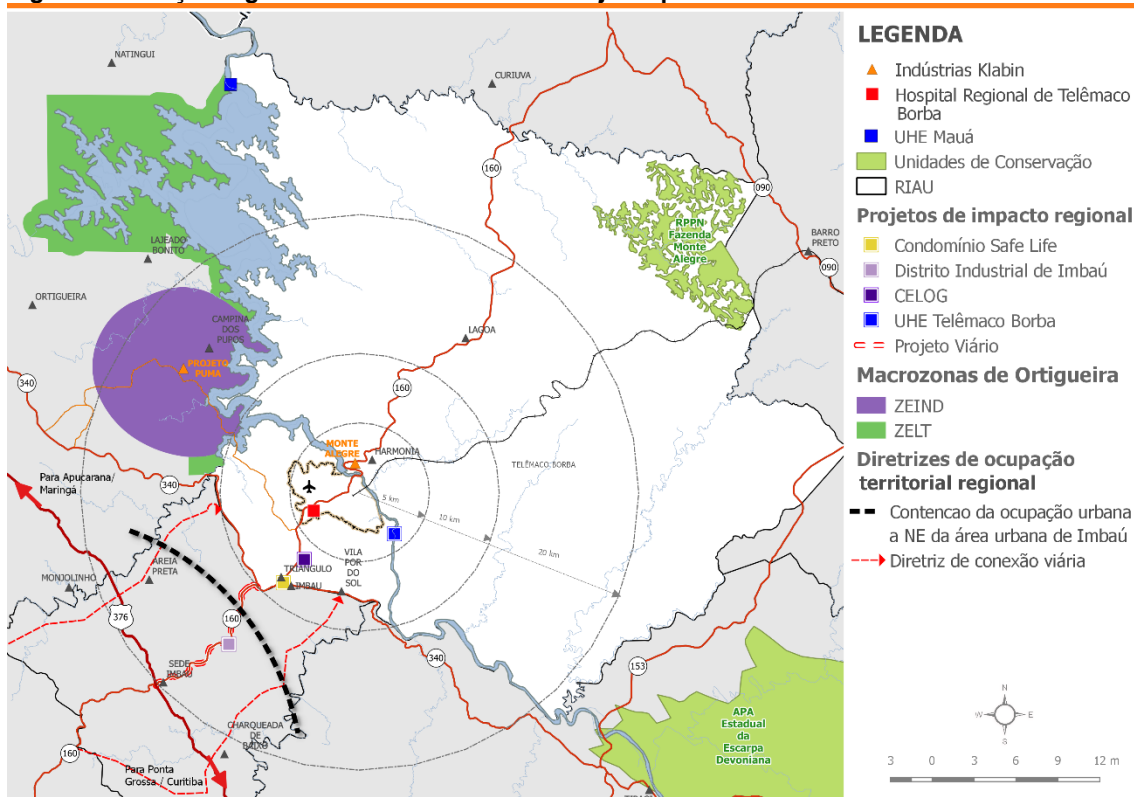 NATINGUI
CURIUVA
160
090
BARRO
PRETO
090
RPPN
Fazenda
Monte
Alegre
LAJEADO
BONITO
ORTIGUEIRA
CAMPINA
DOS
PUPOS
PROJETO
PUMA
LAGOA
340
160
MONTE
ALEGRE
HARMONIA
TELÊMACO BORBA
5 km
10 km
20 km
Para Apucarana/
Maringá
340
VILA
POR
DO
SOL
TRIANGULO
IMBAU
AREIA
PRETA
MONJOLINHO
376
160
SEDE
IMBAU
340
153
CHARQUEADA
DE
BAIXO
160
Para Ponta
Grossa / Curitiba
APA
Estadual
da
Escarpa
Devoniana
LEGENDA
Indústrias Klabin
Hospital Regional de Telêmaco
Borba
UHE Mauá
Unidades de Conservação
RIAU
Projetos de impacto regional
Condomínio Safe Life
Distrito Industrial de Imbaú
CELOG
UHE Telêmaco Borba
Projeto Viário
Macrozonas de Ortigueira
ZEIND
ZELT
Diretrizes de ocupação
territorial regional
Contencao da ocupação urbana
a NE da área urbana de Imbaú
Diretriz de conexão viária
N
W E
S
3 0 3 6 9 12 m